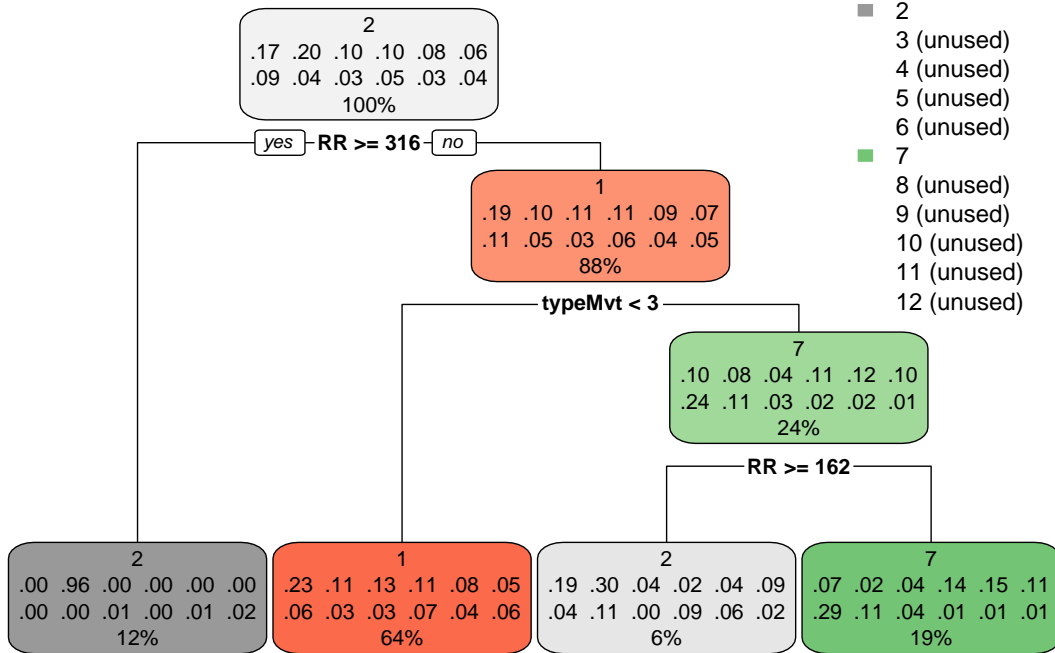 2
.17 .20 .10 .10 .08 .06
.09 .04 .03 .05 .03 .04
100%
yes RR >= 316 no
1
.19 .10 .11 .11 .09 .07
.11 .05 .03 .06 .04 .05
88%
typeMvt < 3
7
.10 .08 .04 .11 .12 .10
.24 .11 .03 .02 .02 .01
24%
RR >= 162
2
.00 .96 .00 .00 .00 .00
.00 .00 .01 .00 .01 .02
12%
1
.23 .11 .13 .11 .08 .05
.06 .03 .03 .07 .04 .06
64%
2
.19 .30 .04 .02 .04 .09
.04 .11 .00 .09 .06 .02
6%
7
.07 .02 .04 .14 .15 .11
.29 .11 .04 .01 .01 .01
19%
2
3 (unused)
4 (unused)
5 (unused)
6 (unused)
7
8 (unused)
9 (unused)
10 (unused)
11 (unused)
12 (unused)